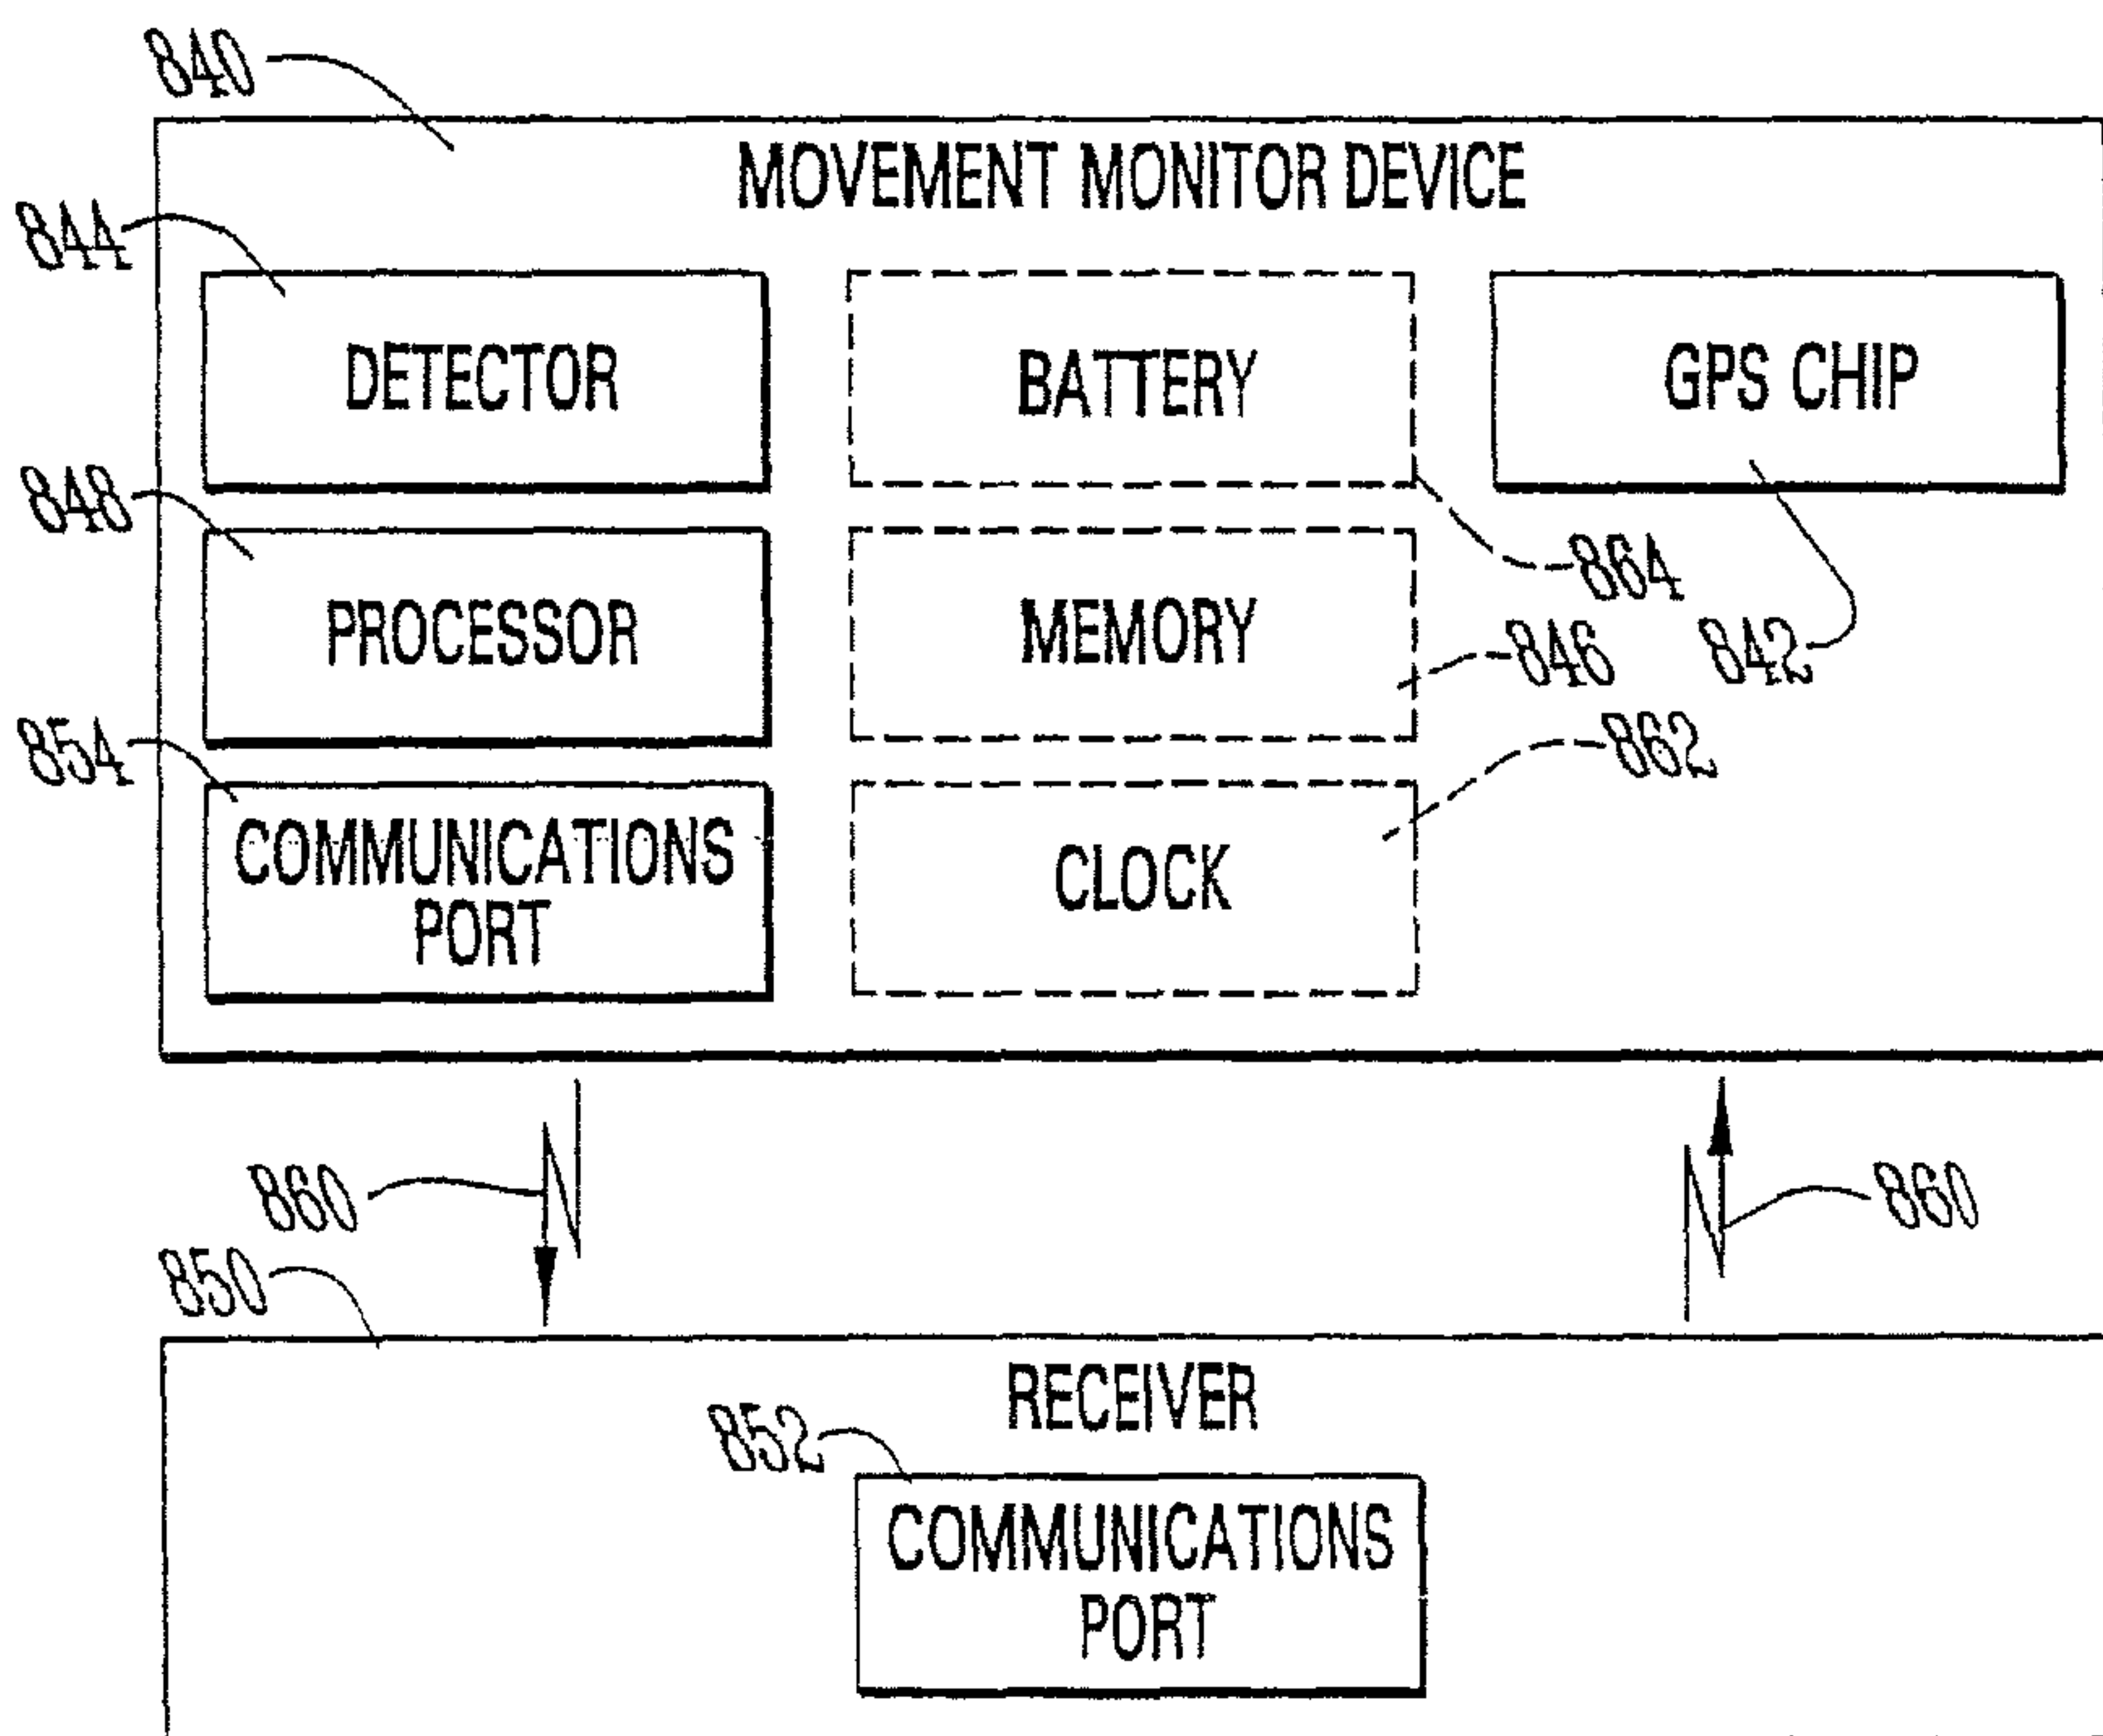 840
MOVEMENT MONITOR DEVICE
844
DETECTOR
BATTERY
GPS CHIP
848
864
PROCESSOR
MEMORY
846
842
854
862
COMMUNICATIONS
PORT
CLOCK
860
860
850
RECEIVER
852
COMMUNICATIONS
PORT